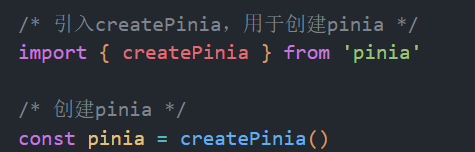 /* 引入createPinia，用于创建pinia */
import { createPinia } from 'pinia'
/* 创建pinia */
const pinia = createPinia()